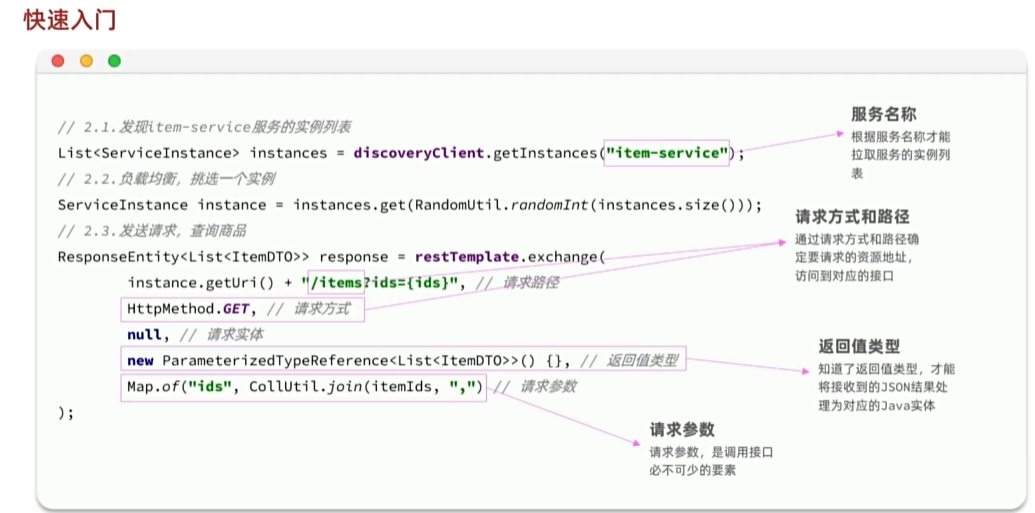 快速入门
// 2.1.发现item-service服务的实例列表
List<ServiceInstance> instances = discoveryClient.getInstances("item-service");
// 2.2.负载均衡，挑选一个实例
ServiceInstance instance = instances.get(RandomUtil.randomInt(instances.size()));
// 2.3.发送请求，查询商品
ResponseEntity<List<ItemDTO>> response = restTemplate.exchange(
instance.getUri() + "/items?ids={ids}", // 请求路径
HttpMethod.GET, // 请求方式
null, // 请求实体
new ParameterizedTypeReference<List<ItemDTO>>() {}, // 返回值类型
Map.of("ids", CollUtil.join(itemIds, ",") // 请求参数
);
服务名称
根据服务名称才能
拉取服务的实例列
表
请求方式和路径
通过请求方式和路径确
定要请求的资源地址，
访问到对应的接口
返回值类型
知道了返回值类型，才能
将接收到的JSON结果处
理为对应的Java实体
请求参数
请求参数，是调用接口
必不可少的要素